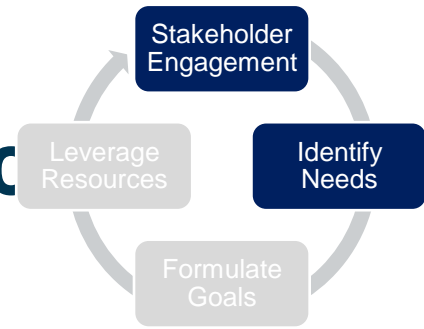 Stakeholder
Engagement
Identify
Needs
Formulate
Goals
Leverage
Resources